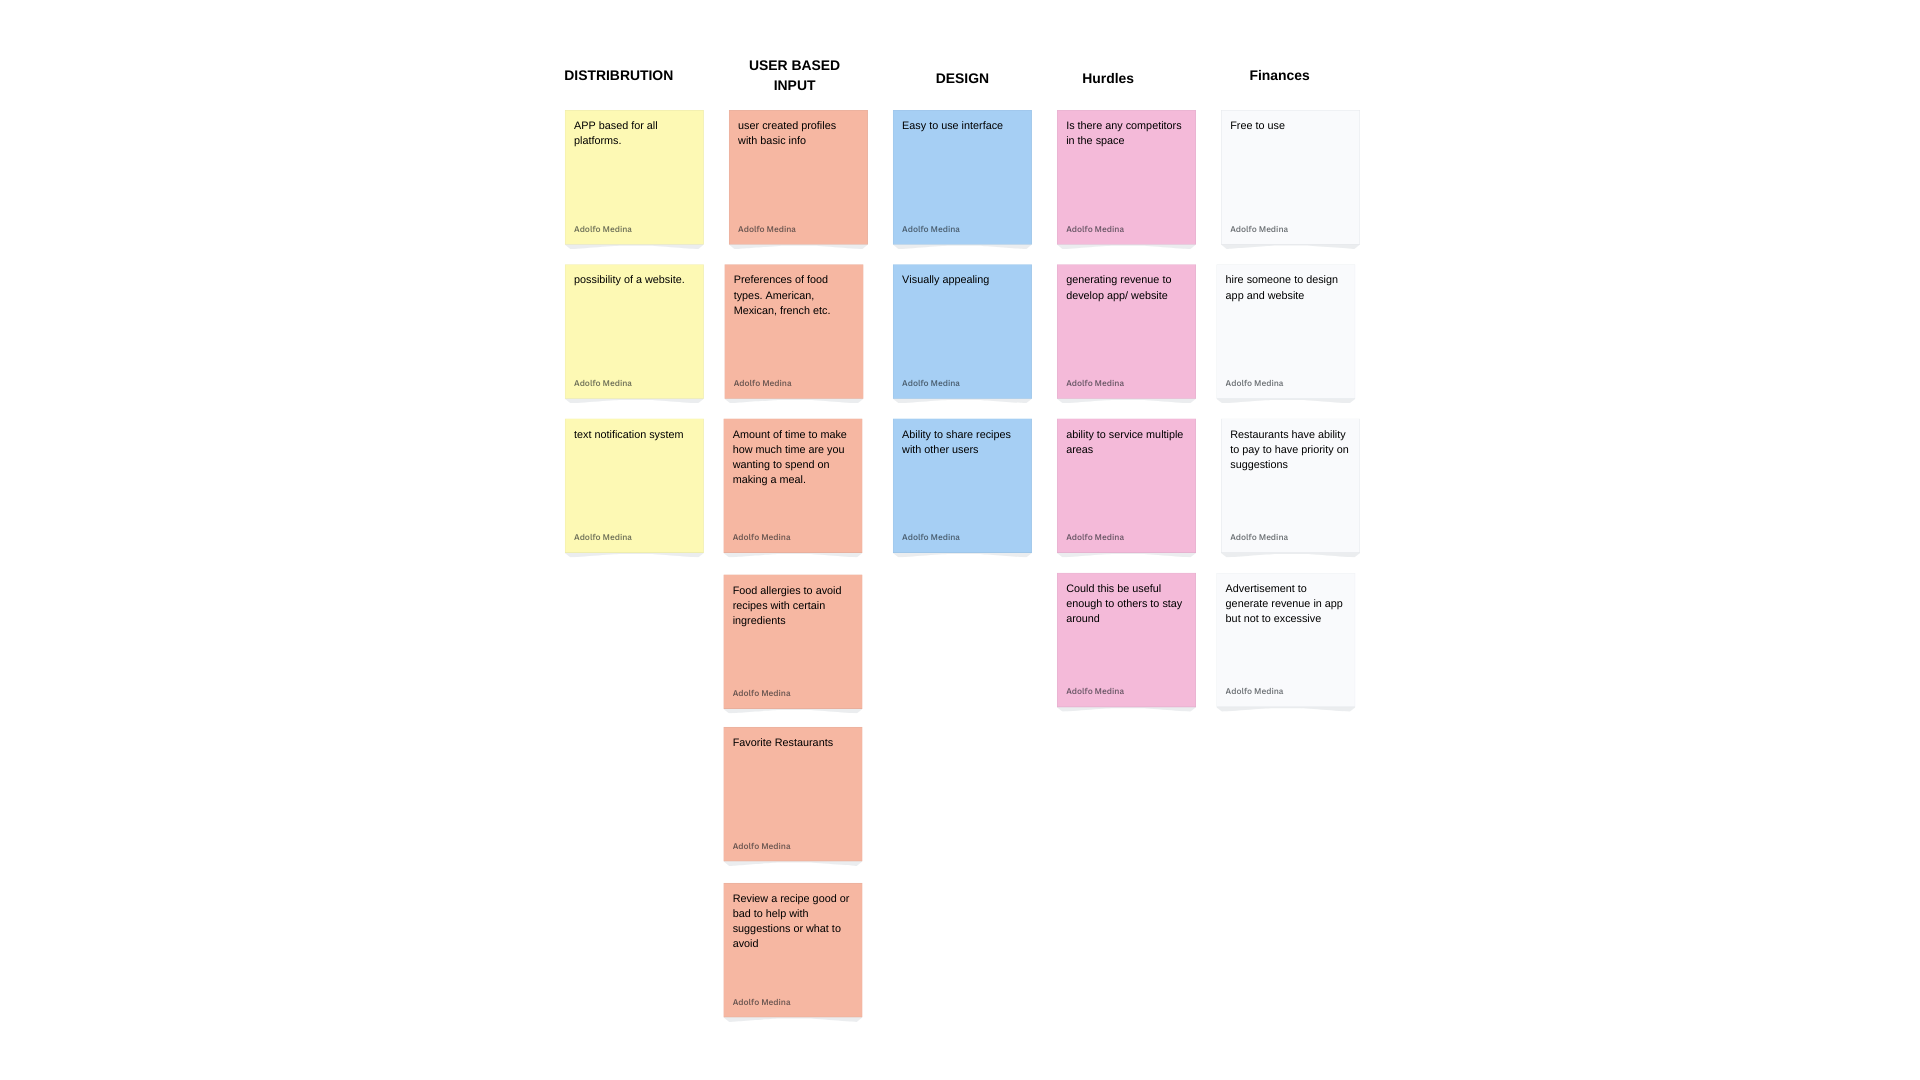 DISTRIBRUTION
APP based for all
platforms.
Adolfo Medina
possibility of a website.
Adolfo Medina
text notification system
Adolfo Medina
USER BASED
INPUT
user created profiles
with basic info
Adolfo Medina
Preferences of food
types. American,
Mexican, french etc.
Adolfo Medina
Amount of time to make
how much time are you
wanting to spend on
making a meal.
Adolfo Medina
Food allergies to avoid
recipes with certain
ingredients
Adolfo Medina
Favorite Restaurants
Adolfo Medina
Review a recipe good or
bad to help with
suggestions or what to
avoid
Adolfo Medina
DESIGN
Easy to use interface
Adolfo Medina
Visually appealing
Adolfo Medina
Ability to share recipes
with other users
Adolfo Medina
Hurdles
Is there any competitors
in the space
Adolfo Medina
generating revenue to
develop app/ website
Adolfo Medina
ability to service multiple
areas
Adolfo Medina
Could this be useful
enough to others to stay
around
Adolfo Medina
Finances
Free to use
Adolfo Medina
hire someone to design
app and website
Adolfo Medina
Restaurants have ability
to pay to have priority on
suggestions
Adolfo Medina
Advertisement to
generate revenue in app
but not to excessive
Adolfo Medina